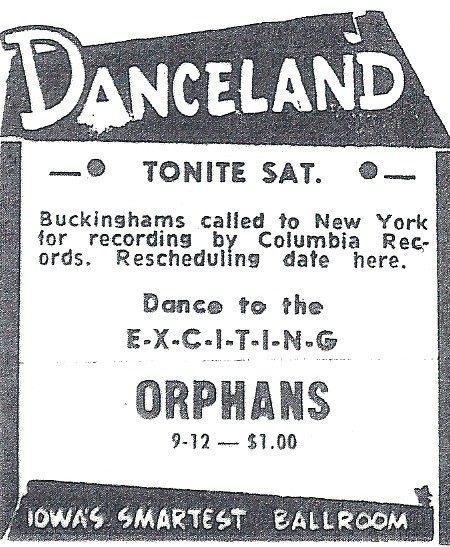 DANCELAND
— ● TONITE SAT. ● —
Buckinghams called to New York
for recording by Columbia Rec-
ords. Rescheduling date here.
Dance to the
E-X-C-I-T-I-N-G
ORPHANS
9-12 — $1.00
IOWA'S SMARTEST BALLROOM